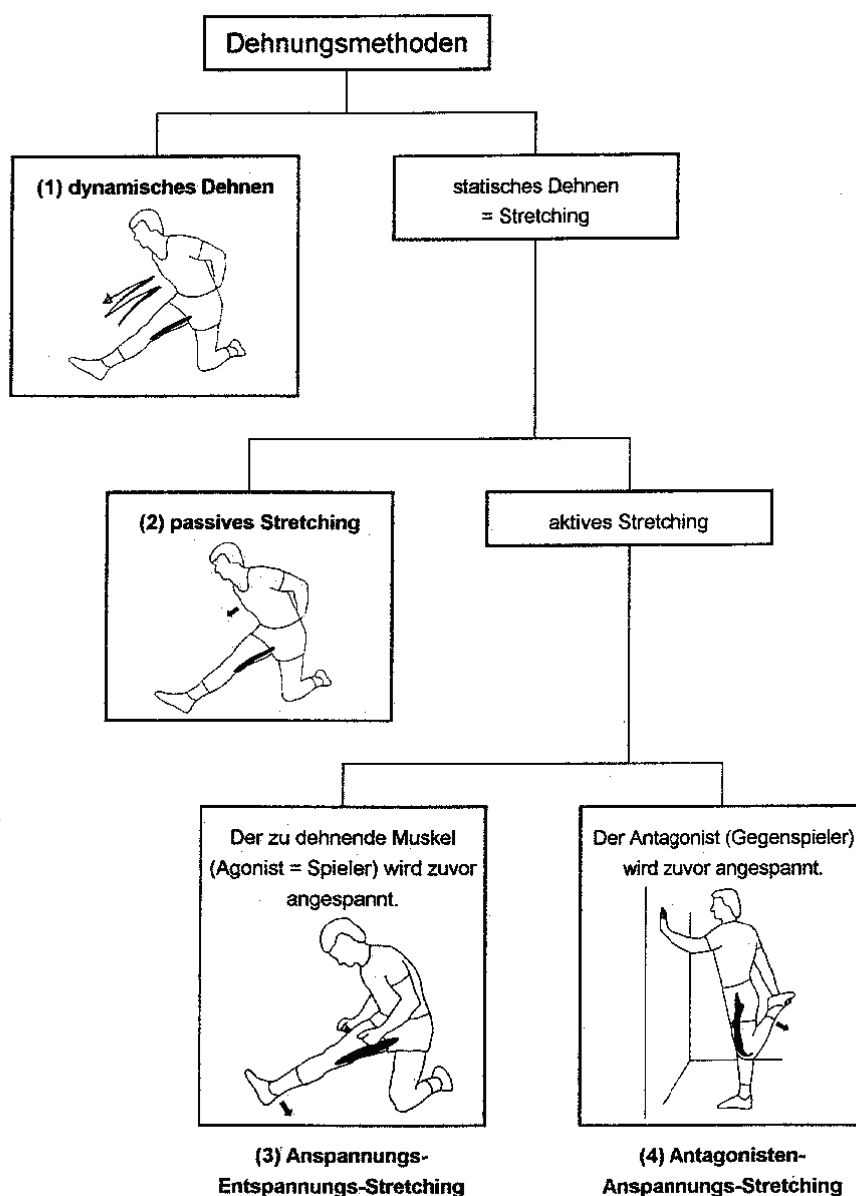 Dehnungsmethoden
(1) dynamisches Dehnen
statisches Dehnen
= Stretching
(2) passives Stretching
aktives Stretching
Der zu dehnende Muskel
(Agonist = Spieler) wird zuvor
angespannt.
Der Antagonist (Gegenspieler)
wird zuvor angespannt.
(3) Anspannungs-
Entspannungs-Stretching
(4) Antagonisten-
Anspannungs-Stretching